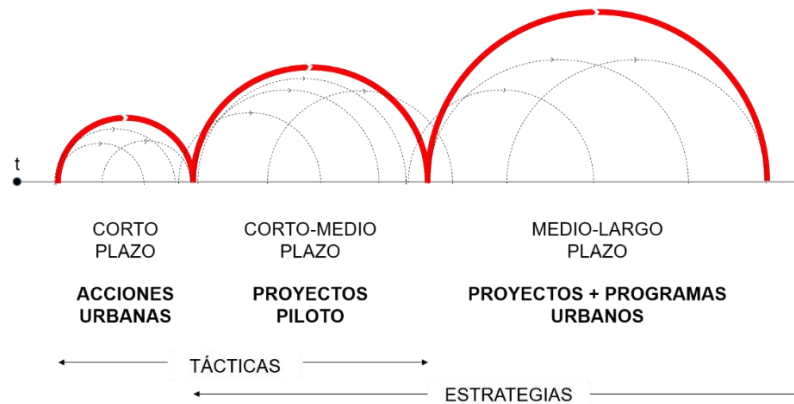 t
CORTO
PLAZO
CORTO-MEDIO
PLAZO
MEDIO-LARGO
PLAZO
ACCIONES
URBANAS
PROYECTOS
PILOTO
PROYECTOS + PROGRAMAS
URBANOS
TÁCTICAS
ESTRATEGIAS